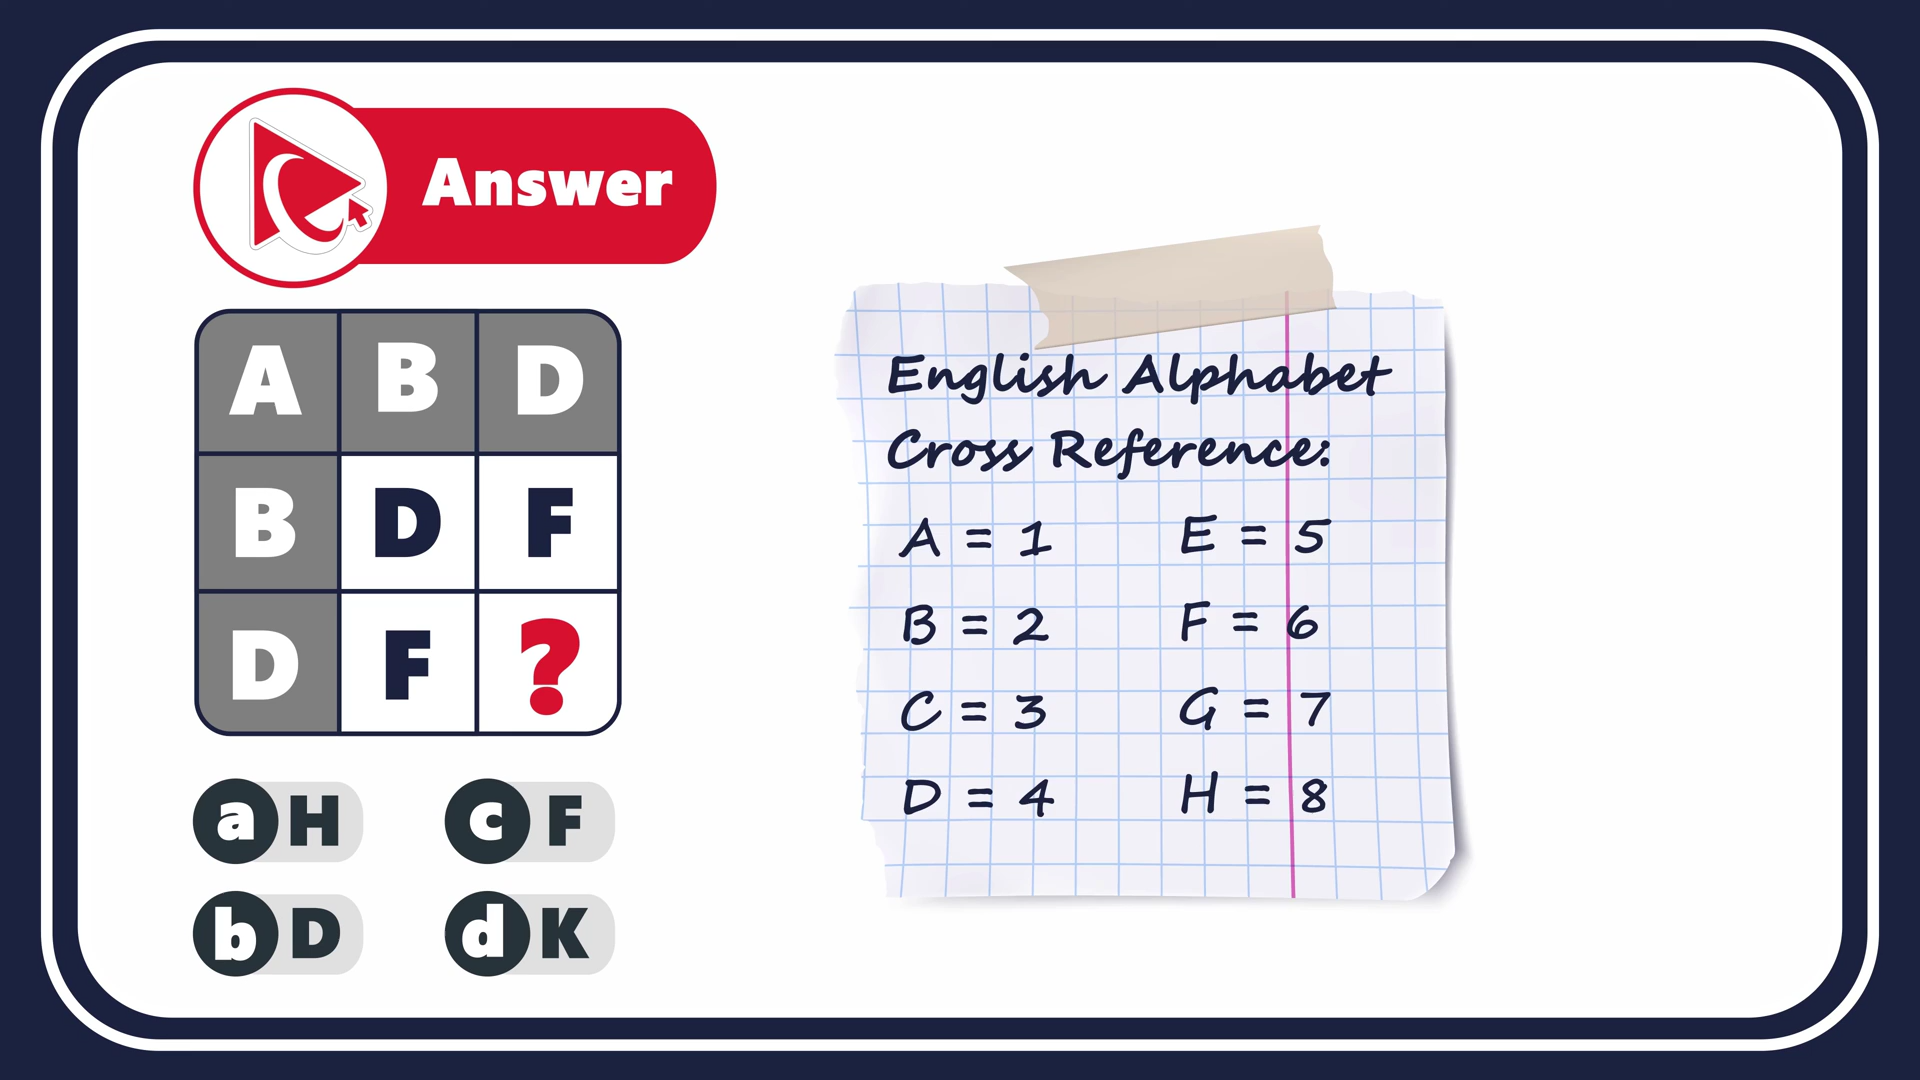 Answer
A B D
B D F
D F ?
a H c F
b D d K
English Alphabet
Cross Reference:
A = 1 E = 5
B = 2 F = 6
C = 3 G = 7
D = 4 H = 8